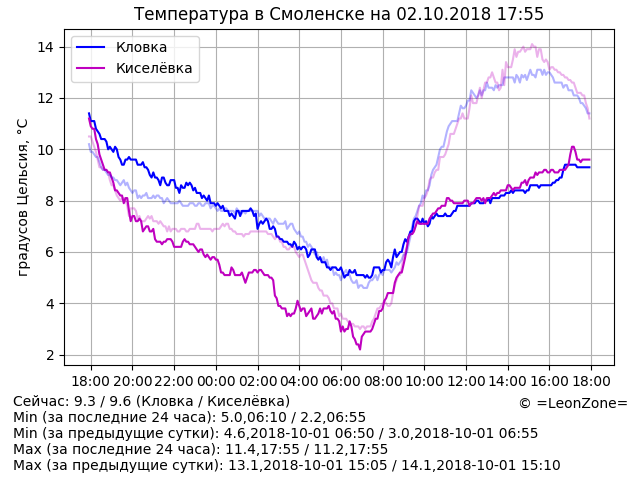 Температура в Смоленске на 02.10.2018 17:55
14
12
10
8
6
4
2
градусов Цельсия, °C
Кловка
Киселёвка
18:00 20:00 22:00 00:00 02:00 04:00 06:00 08:00 10:00 12:00 14:00 16:00 18:00
Сейчас: 9.3 / 9.6 (Кловка / Киселёвка)
© =LeonZone=
Min (за последние 24 часа): 5.0,06:10 / 2.2,06:55
Min (за предыдущие сутки): 4.6,2018-10-01 06:50 / 3.0,2018-10-01 06:55
Max (за последние 24 часа): 11.4,17:55 / 11.2,17:55
Max (за предыдущие сутки): 13.1,2018-10-01 15:05 / 14.1,2018-10-01 15:10